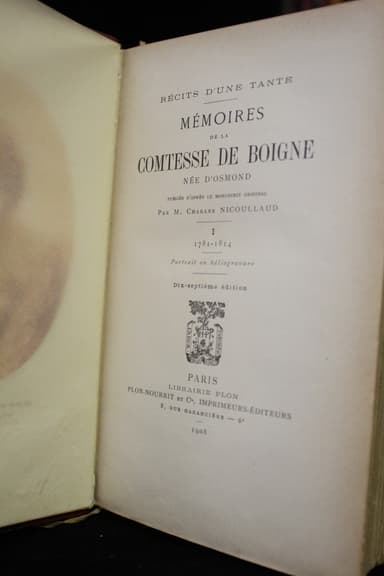 RÉCITS D'UNE TANTE
MÉMOIRES
DE LA
COMTESSE DE BOIGNE
NÉE D'OSMOND
PUBLIÉS D'APRÈS LE MANUSCRIT ORIGINAL
PAR M. CHARLES NICOULLAUD
I
1781-1814
Portrait en héliogravure
Dix-septième édition
PARIS
LIBRAIRIE PLON
PLON-NOURRIT ET Cie, IMPRIMEURS-ÉDITEURS
8, RUE GARANCIÈRE — 6e